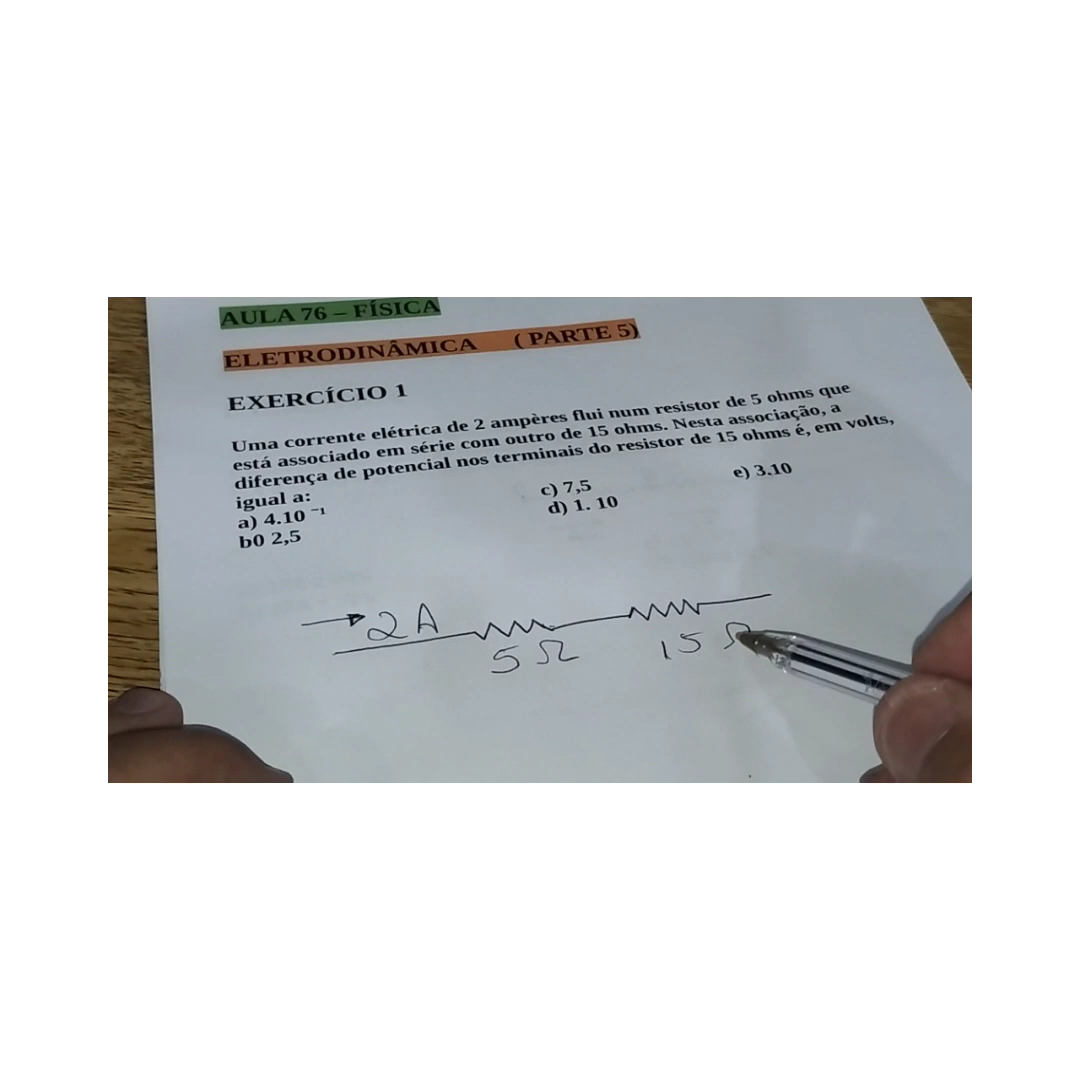 AULA 76 – FÍSICA
ELETRODINÂMICA ( PARTE 5)
EXERCÍCIO 1
Uma corrente elétrica de 2 ampères flui num resistor de 5 ohms que
está associado em série com outro de 15 ohms. Nesta associação, a
diferença de potencial nos terminais do resistor de 15 ohms é, em volts,
igual a:
a) 4.10 ⁻¹
b0 2,5
c) 7,5
d) 1. 10
e) 3.10
2 A
5 Ω
15 Ω